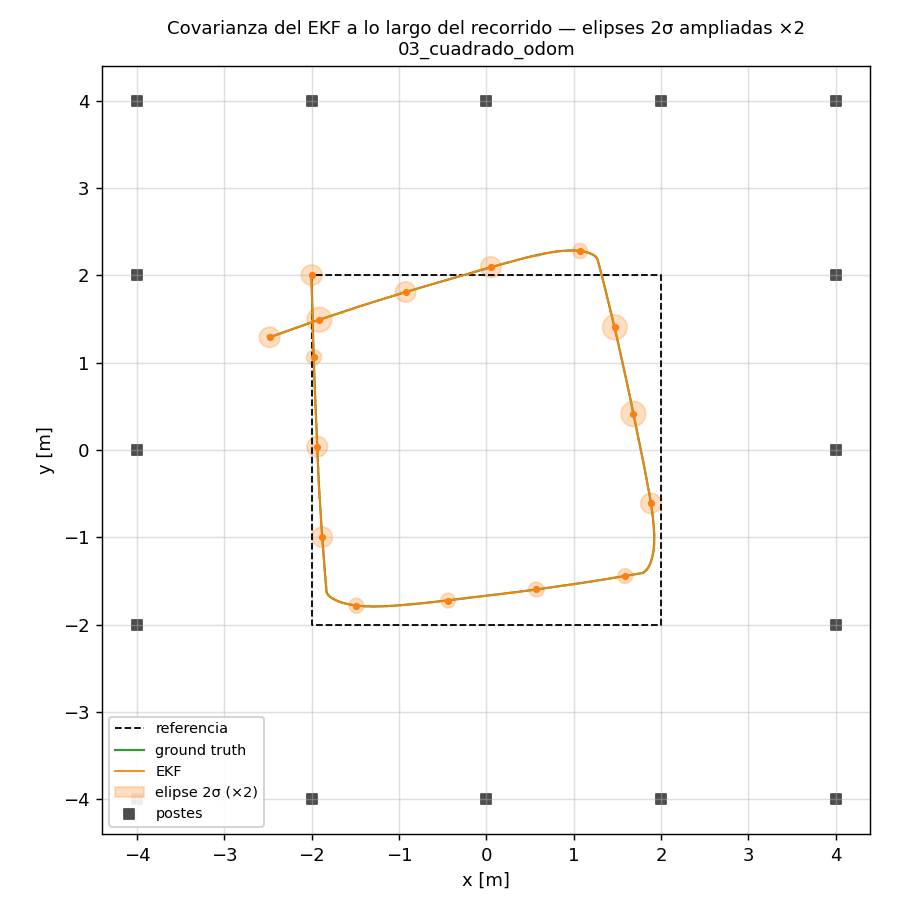 Covarianza del EKF a lo largo del recorrido — elipses 2σ ampliadas ×2
03_cuadrado_odom
4
3
2
1
0
−1
−2
−3
−4
y [m]
referencia
ground truth
EKF
elipse 2σ (×2)
postes
−4 −3 −2 −1 0 1 2 3 4
x [m]